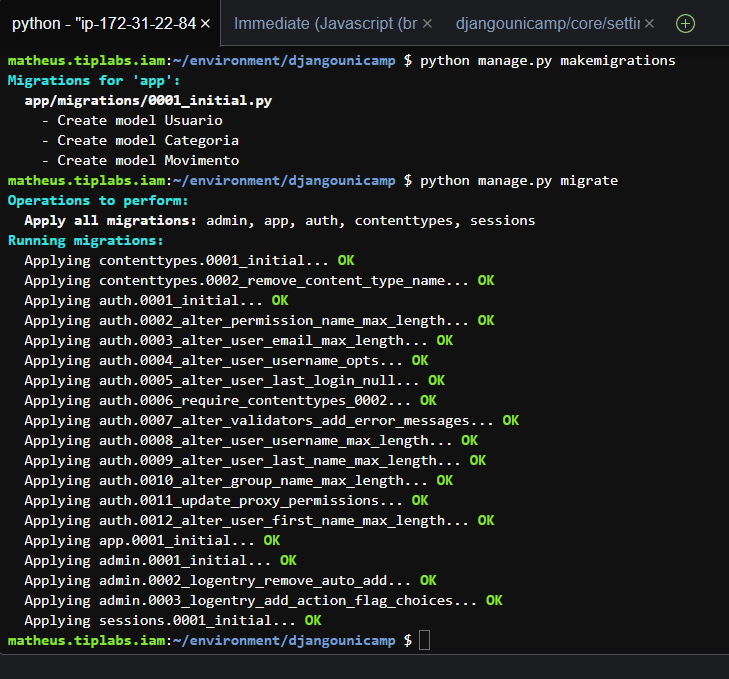 python - "ip-172-31-22-84 × Immediate (Javascript (br × djangounicamp/core/settin ×
matheus.tiplabs.iam:~/environment/djangounicamp $ python manage.py makemigrations
Migrations for 'app':
app/migrations/0001_initial.py
- Create model Usuario
- Create model Categoria
- Create model Movimento
matheus.tiplabs.iam:~/environment/djangounicamp $ python manage.py migrate
Operations to perform:
Apply all migrations: admin, app, auth, contenttypes, sessions
Running migrations:
Applying contenttypes.0001_initial... OK
Applying contenttypes.0002_remove_content_type_name... OK
Applying auth.0001_initial... OK
Applying auth.0002_alter_permission_name_max_length... OK
Applying auth.0003_alter_user_email_max_length... OK
Applying auth.0004_alter_user_username_opts... OK
Applying auth.0005_alter_user_last_login_null... OK
Applying auth.0006_require_contenttypes_0002... OK
Applying auth.0007_alter_validators_add_error_messages... OK
Applying auth.0008_alter_user_username_max_length... OK
Applying auth.0009_alter_user_last_name_max_length... OK
Applying auth.0010_alter_group_name_max_length... OK
Applying auth.0011_update_proxy_permissions... OK
Applying auth.0012_alter_user_first_name_max_length... OK
Applying app.0001_initial... OK
Applying admin.0001_initial... OK
Applying admin.0002_logentry_remove_auto_add... OK
Applying admin.0003_logentry_add_action_flag_choices... OK
Applying sessions.0001_initial... OK
matheus.tiplabs.iam:~/environment/djangounicamp $